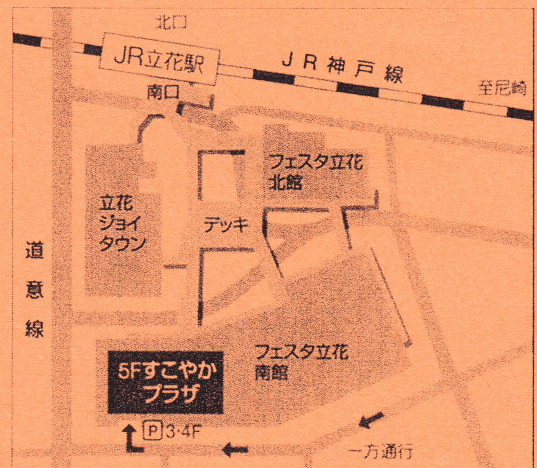 北口
JR立花駅
JR神戸線
南口
至尼崎
フェスタ立花
北館
立花
ジョイ
タウン
デッキ
道意線
フェスタ立花
南館
5Fすこやか
プラザ
P3・4F
一方通行